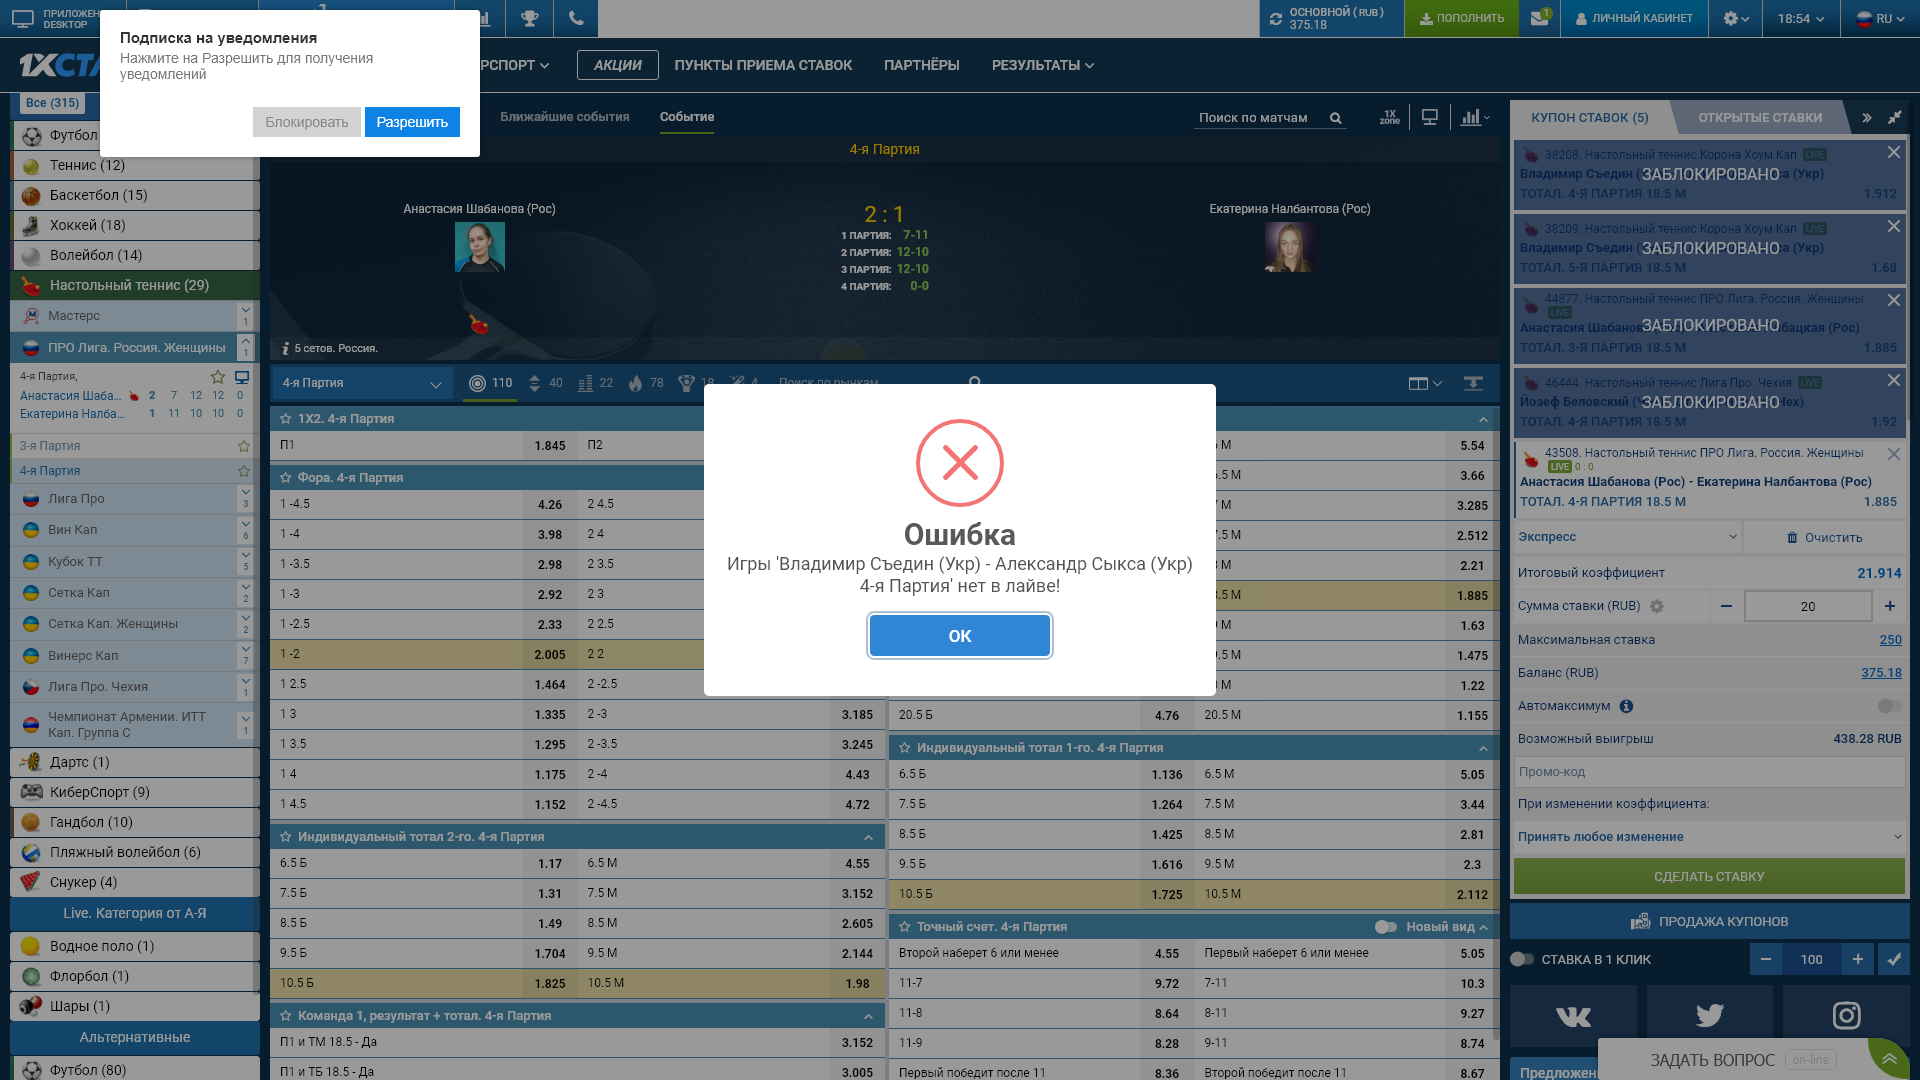 ПРИЛОЖЕН
DESKTOP
ОСНОВНОЙ ( RUB )
375.18
ПОПОЛНИТЬ
1
ЛИЧНЫЙ КАБИНЕТ
18:54
RU
Подписка на уведомления
Нажмите на Разрешить для получения
уведомлений
Блокировать
Разрешить
1XСТА
РСПОРТ
АКЦИИ
ПУНКТЫ ПРИЕМА СТАВОК
ПАРТНЁРЫ
РЕЗУЛЬТАТЫ
Все (315)
Футбол
Теннис (12)
Баскетбол (15)
Хоккей (18)
Волейбол (14)
Настольный теннис (29)
Мастерс
1
ПРО Лига. Россия. Женщины
1
4-я Партия,
Анастасия Шаба... 2 7 12 12 0
Екатерина Налба... 1 11 10 10 0
3-я Партия
4-я Партия
Лига Про
3
Вин Кап
6
Кубок ТТ
5
Сетка Кап
2
Сетка Кап. Женщины
2
Винерс Кап
7
Лига Про. Чехия
1
Чемпионат Армении. ИТТ
Кап. Группа С
1
Дартс (1)
КиберСпорт (9)
Гандбол (10)
Пляжный волейбол (6)
Снукер (4)
Live. Категория от А-Я
Водное поло (1)
Флорбол (1)
Шары (1)
Альтернативные
Футбол (80)
Ближайшие события
Событие
Поиск по матчам
1X
zone
4-я Партия
Анастасия Шабанова (Рос)
2 : 1
Екатерина Налбантова (Рос)
1 ПАРТИЯ: 7-11
2 ПАРТИЯ: 12-10
3 ПАРТИЯ: 12-10
4 ПАРТИЯ: 0-0
5 сетов. Россия.
4-я Партия
110
40
22
78
18
4
Поиск по рынкам
1X2. 4-я Партия
П1 1.845 П2
Фора. 4-я Партия
1 -4.5 4.26 2 4.5
1 -4 3.98 2 4
1 -3.5 2.98 2 3.5
1 -3 2.92 2 3
1 -2.5 2.33 2 2.5
1 -2 2.005 2 2
1 2.5 1.464 2 -2.5
1 3 1.335 2 -3 3.185
1 3.5 1.295 2 -3.5 3.245
1 4 1.175 2 -4 4.43
1 4.5 1.152 2 -4.5 4.72
Индивидуальный тотал 2-го. 4-я Партия
6.5 Б 1.17 6.5 М 4.55
7.5 Б 1.31 7.5 М 3.152
8.5 Б 1.49 8.5 М 2.605
9.5 Б 1.704 9.5 М 2.144
10.5 Б 1.825 10.5 М 1.98
Команда 1, результат + тотал. 4-я Партия
П1 и ТМ 18.5 - Да 3.152
П1 и ТБ 18.5 - Да 3.005
М 5.54
.5 М 3.66
М 3.285
.5 М 2.512
М 2.21
.5 М 1.885
М 1.63
.5 М 1.475
М 1.22
20.5 Б 4.76 20.5 М 1.155
Индивидуальный тотал 1-го. 4-я Партия
6.5 Б 1.136 6.5 М 5.05
7.5 Б 1.264 7.5 М 3.44
8.5 Б 1.425 8.5 М 2.81
9.5 Б 1.616 9.5 М 2.3
10.5 Б 1.725 10.5 М 2.112
Точный счет. 4-я Партия
Новый вид
Второй наберет 6 или менее 4.55 Первый наберет 6 или менее 5.05
11-7 9.72 7-11 10.3
11-8 8.64 8-11 9.27
11-9 8.28 9-11 8.74
Первый победит после 11 8.36 Второй победит после 11 8.67
Ошибка
Игры 'Владимир Съедин (Укр) - Александр Сыкса (Укр)
4-я Партия' нет в лайве!
ОК
КУПОН СТАВОК (5)
ОТКРЫТЫЕ СТАВКИ
38208. Настольный теннис Корона Хоум Кап LIVE
Владимир Съедин (Укр)
ЗАБЛОКИРОВАНО
ТОТАЛ. 4-Я ПАРТИЯ 18.5 М 1.912
38209. Настольный теннис Корона Хоум Кап LIVE
Владимир Съедин (Укр)
ЗАБЛОКИРОВАНО
ТОТАЛ. 5-Я ПАРТИЯ 18.5 М 1.68
44877. Настольный теннис ПРО Лига. Россия. Женщины
LIVE
Анастасия Шабанов (Рос)
ЗАБЛОКИРОВАНО
ТОТАЛ. 3-Я ПАРТИЯ 18.5 М 1.885
46444. Настольный теннис Лига Про. Чехия LIVE
Йозеф Беловский
ЗАБЛОКИРОВАНО
ТОТАЛ. 4-Я ПАРТИЯ 18.5 М 1.92
43508. Настольный теннис ПРО Лига. Россия. Женщины
LIVE 0 : 0
Анастасия Шабанова (Рос) - Екатерина Налбантова (Рос)
ТОТАЛ. 4-Я ПАРТИЯ 18.5 М 1.885
Экспресс
Очистить
Итоговый коэффициент 21.914
Сумма ставки (RUB) 20
Максимальная ставка 250
Баланс (RUB) 375.18
Автомаксимум
Возможный выигрыш 438.28 RUB
Промо-код
При изменении коэффициента:
Принять любое изменение
СДЕЛАТЬ СТАВКУ
ПРОДАЖА КУПОНОВ
СТАВКА В 1 КЛИК
100
ЗАДАТЬ ВОПРОС
on-line
Предложен